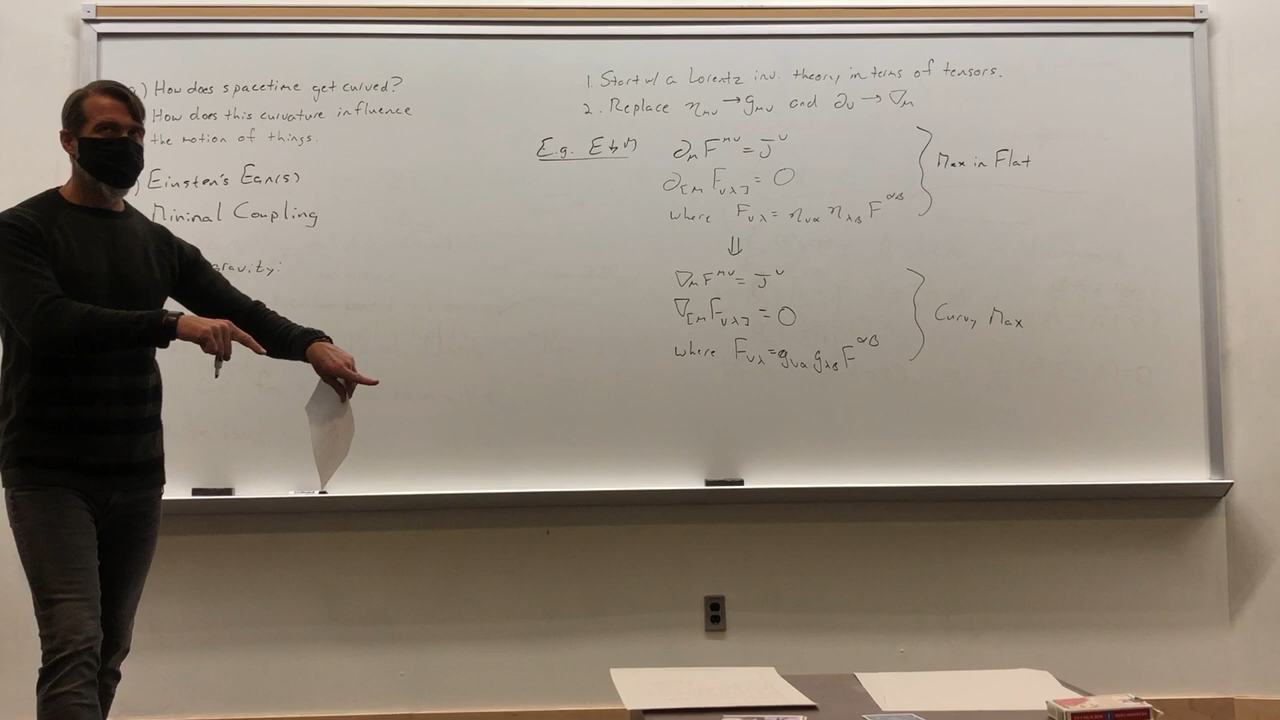 ) How does spacetime get curved?
How does this curvature influence
the motion of things.
) Einstein's Eqn(s)
Minimal Coupling
gravity:
1. Start w/ a Lorentz inv. theory in terms of tensors.
2. Replace η_μν → g_μν and ∂_ν → ∇_μ
E.g. E&M
∂_μ F^μν = J^ν
∂_[μ F_νλ] = 0
where F_νλ = η_να η_λβ F^αβ
} Max in Flat
⇓
∇_μ F^μν = J^ν
∇_[μ F_νλ] = 0
where F_νλ = g_να g_λβ F^αβ
} Curvy Max